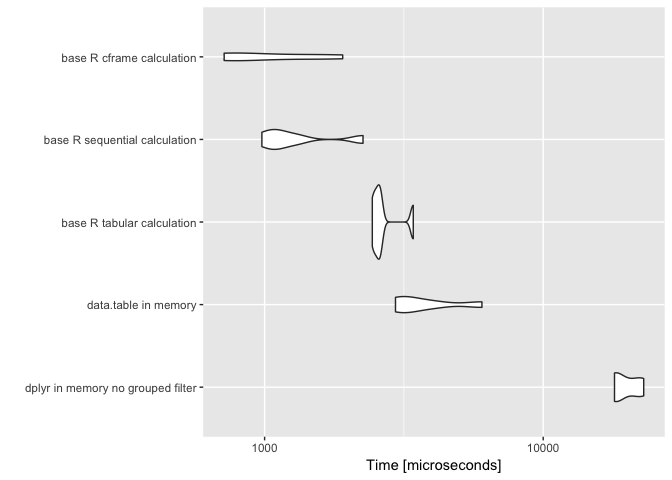 base R cframe calculation
base R sequential calculation
base R tabular calculation
data.table in memory
dplyr in memory no grouped filter
1000 10000
Time [microseconds]